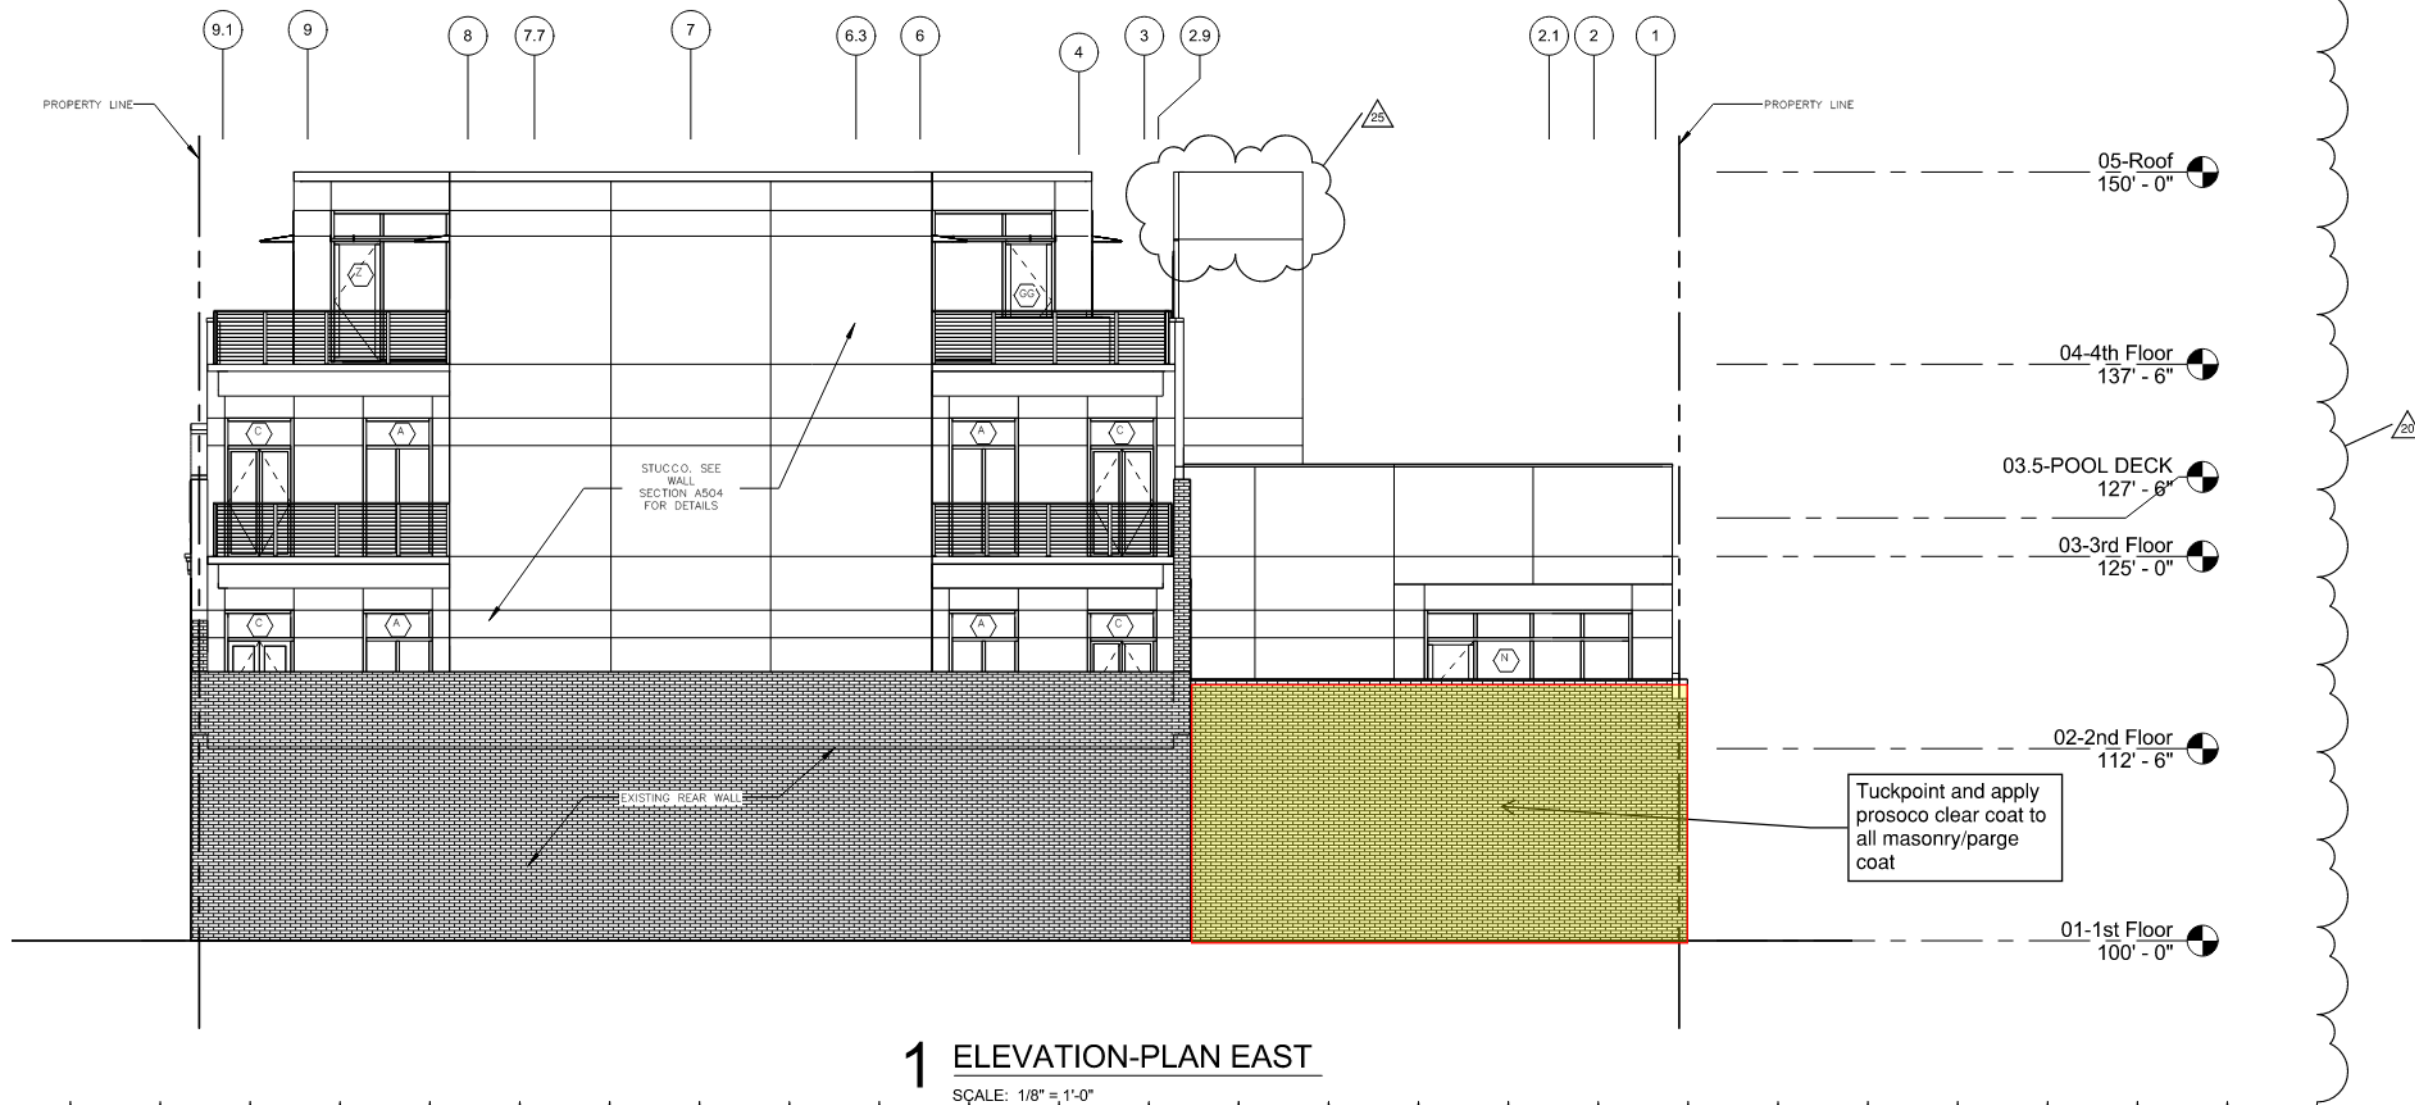 9.1
9
8
7.7
7
6.3
6
4
3
2.9
2.1
2
1
PROPERTY LINE
PROPERTY LINE
25
05-Roof
150' - 0"
Z
GG
04-4th Floor
137' - 6"
C
A
A
C
20
STUCCO. SEE
WALL
SECTION A504
FOR DETAILS
03.5-POOL DECK
127' - 6"
03-3rd Floor
125' - 0"
C
A
A
C
N
02-2nd Floor
112' - 6"
EXISTING REAR WALL
Tuckpoint and apply
prosoco clear coat to
all masonry/parge
coat
01-1st Floor
100' - 0"
1 ELEVATION-PLAN EAST
SCALE: 1/8" = 1'-0"